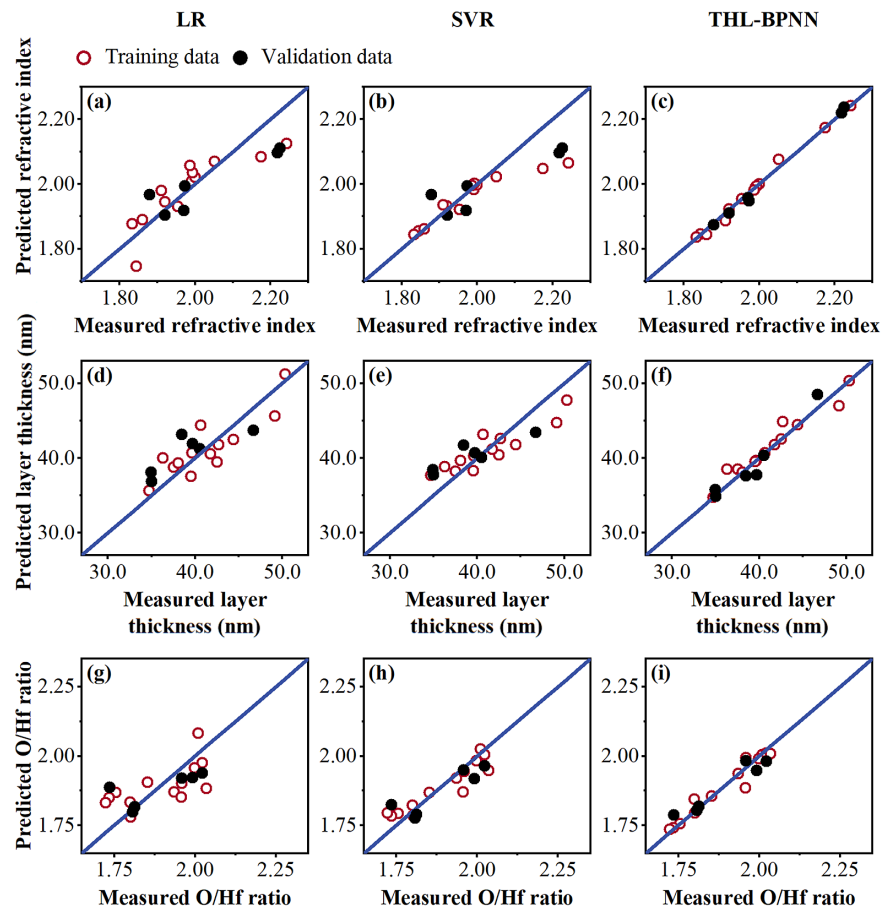 LR SVR THL-BPNN
Training data Validation data
(a) (b) (c)
Predicted refractive index
2.20 2.20 2.20
2.00 2.00 2.00
1.80 1.80 1.80
1.80 2.00 2.20 1.80 2.00 2.20 1.80 2.00 2.20
Measured refractive index Measured refractive index Measured refractive index
(d) (e) (f)
Predicted layer thickness (nm)
50.0 50.0 50.0
40.0 40.0 40.0
30.0 30.0 30.0
30.0 40.0 50.0 30.0 40.0 50.0 30.0 40.0 50.0
Measured layer Measured layer Measured layer
thickness (nm) thickness (nm) thickness (nm)
(g) (h) (i)
Predicted O/Hf ratio
2.25 2.25 2.25
2.00 2.00 2.00
1.75 1.75 1.75
1.75 2.00 2.25 1.75 2.00 2.25 1.75 2.00 2.25
Measured O/Hf ratio Measured O/Hf ratio Measured O/Hf ratio